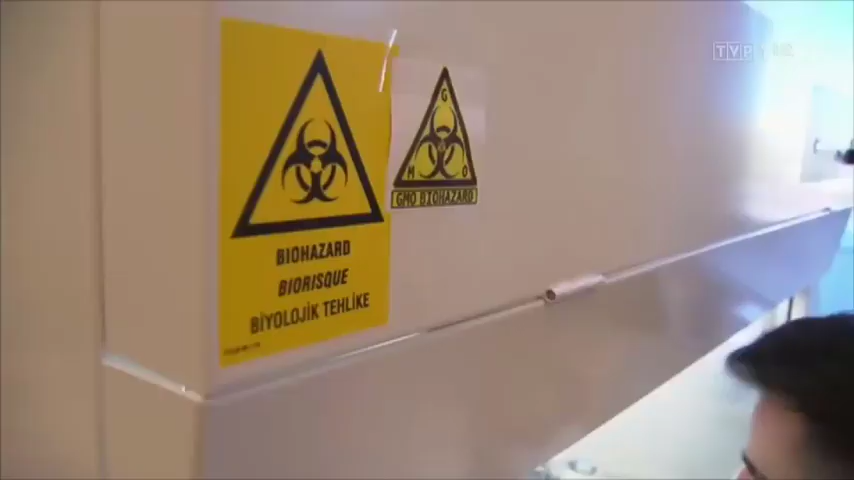 BIOHAZARD
BIORISQUE
BİYOLOJİK TEHLİKE
G
M O
GMO BIOHAZARD
TVP